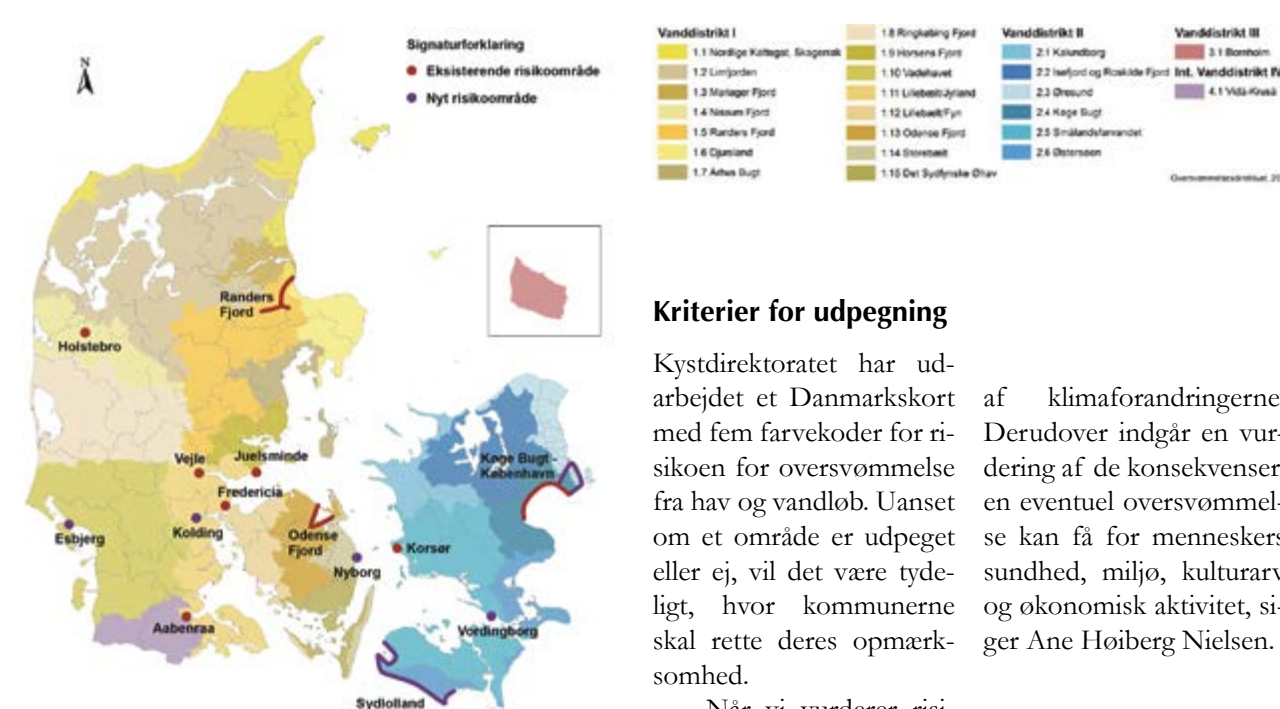 Signaturforklaring
Eksisterende risikoområde
Nyt risikoområde
N
Randers
Fjord
Holstebro
Vejle
Juelsminde
Fredericia
Køge Bugt -
København
Esbjerg
Kolding
Odense
Fjord
Korsør
Nyborg
Aabenraa
Vordingborg
Sydlolland
Vanddistrikt I
1.1 Nordlige Kattegat, Skagerrak
1.2 Limfjorden
1.3 Mariager Fjord
1.4 Nissum Fjord
1.5 Randers Fjord
1.6 Djursland
1.7 Århus Bugt
1.8 Ringkøbing Fjord
1.9 Horsens Fjord
1.10 Vadehavet
1.11 Lillebælt/Jylland
1.12 Lillebælt/Fyn
1.13 Odense Fjord
1.14 Storebælt
1.15 Det Sydfynske Øhav
Vanddistrikt II
2.1 Kalundborg
2.2 Isefjord og Roskilde Fjord
2.3 Øresund
2.4 Køge Bugt
2.5 Smålandsfarvandet
2.6 Østersøen
Vanddistrikt III
3.1 Bornholm
Int. Vanddistrikt IV
4.1 Vidå-Kruså
Kriterier for udpegning
Kystdirektoratet har ud-
arbejdet et Danmarkskort
med fem farvekoder for ri-
sikoen for oversvømmelse
fra hav og vandløb. Uanset
om et område er udpeget
eller ej, vil det være tyde-
ligt, hvor kommunerne
skal rette deres opmærk-
somhed.
Når vi vurderer risi-
af klimaforandringerne
Derudover indgår en vur-
dering af de konsekvenser
en eventuel oversvømmel-
se kan få for menneskers
sundhed, miljø, kulturarv
og økonomisk aktivitet, si-
ger Ane Høiberg Nielsen.